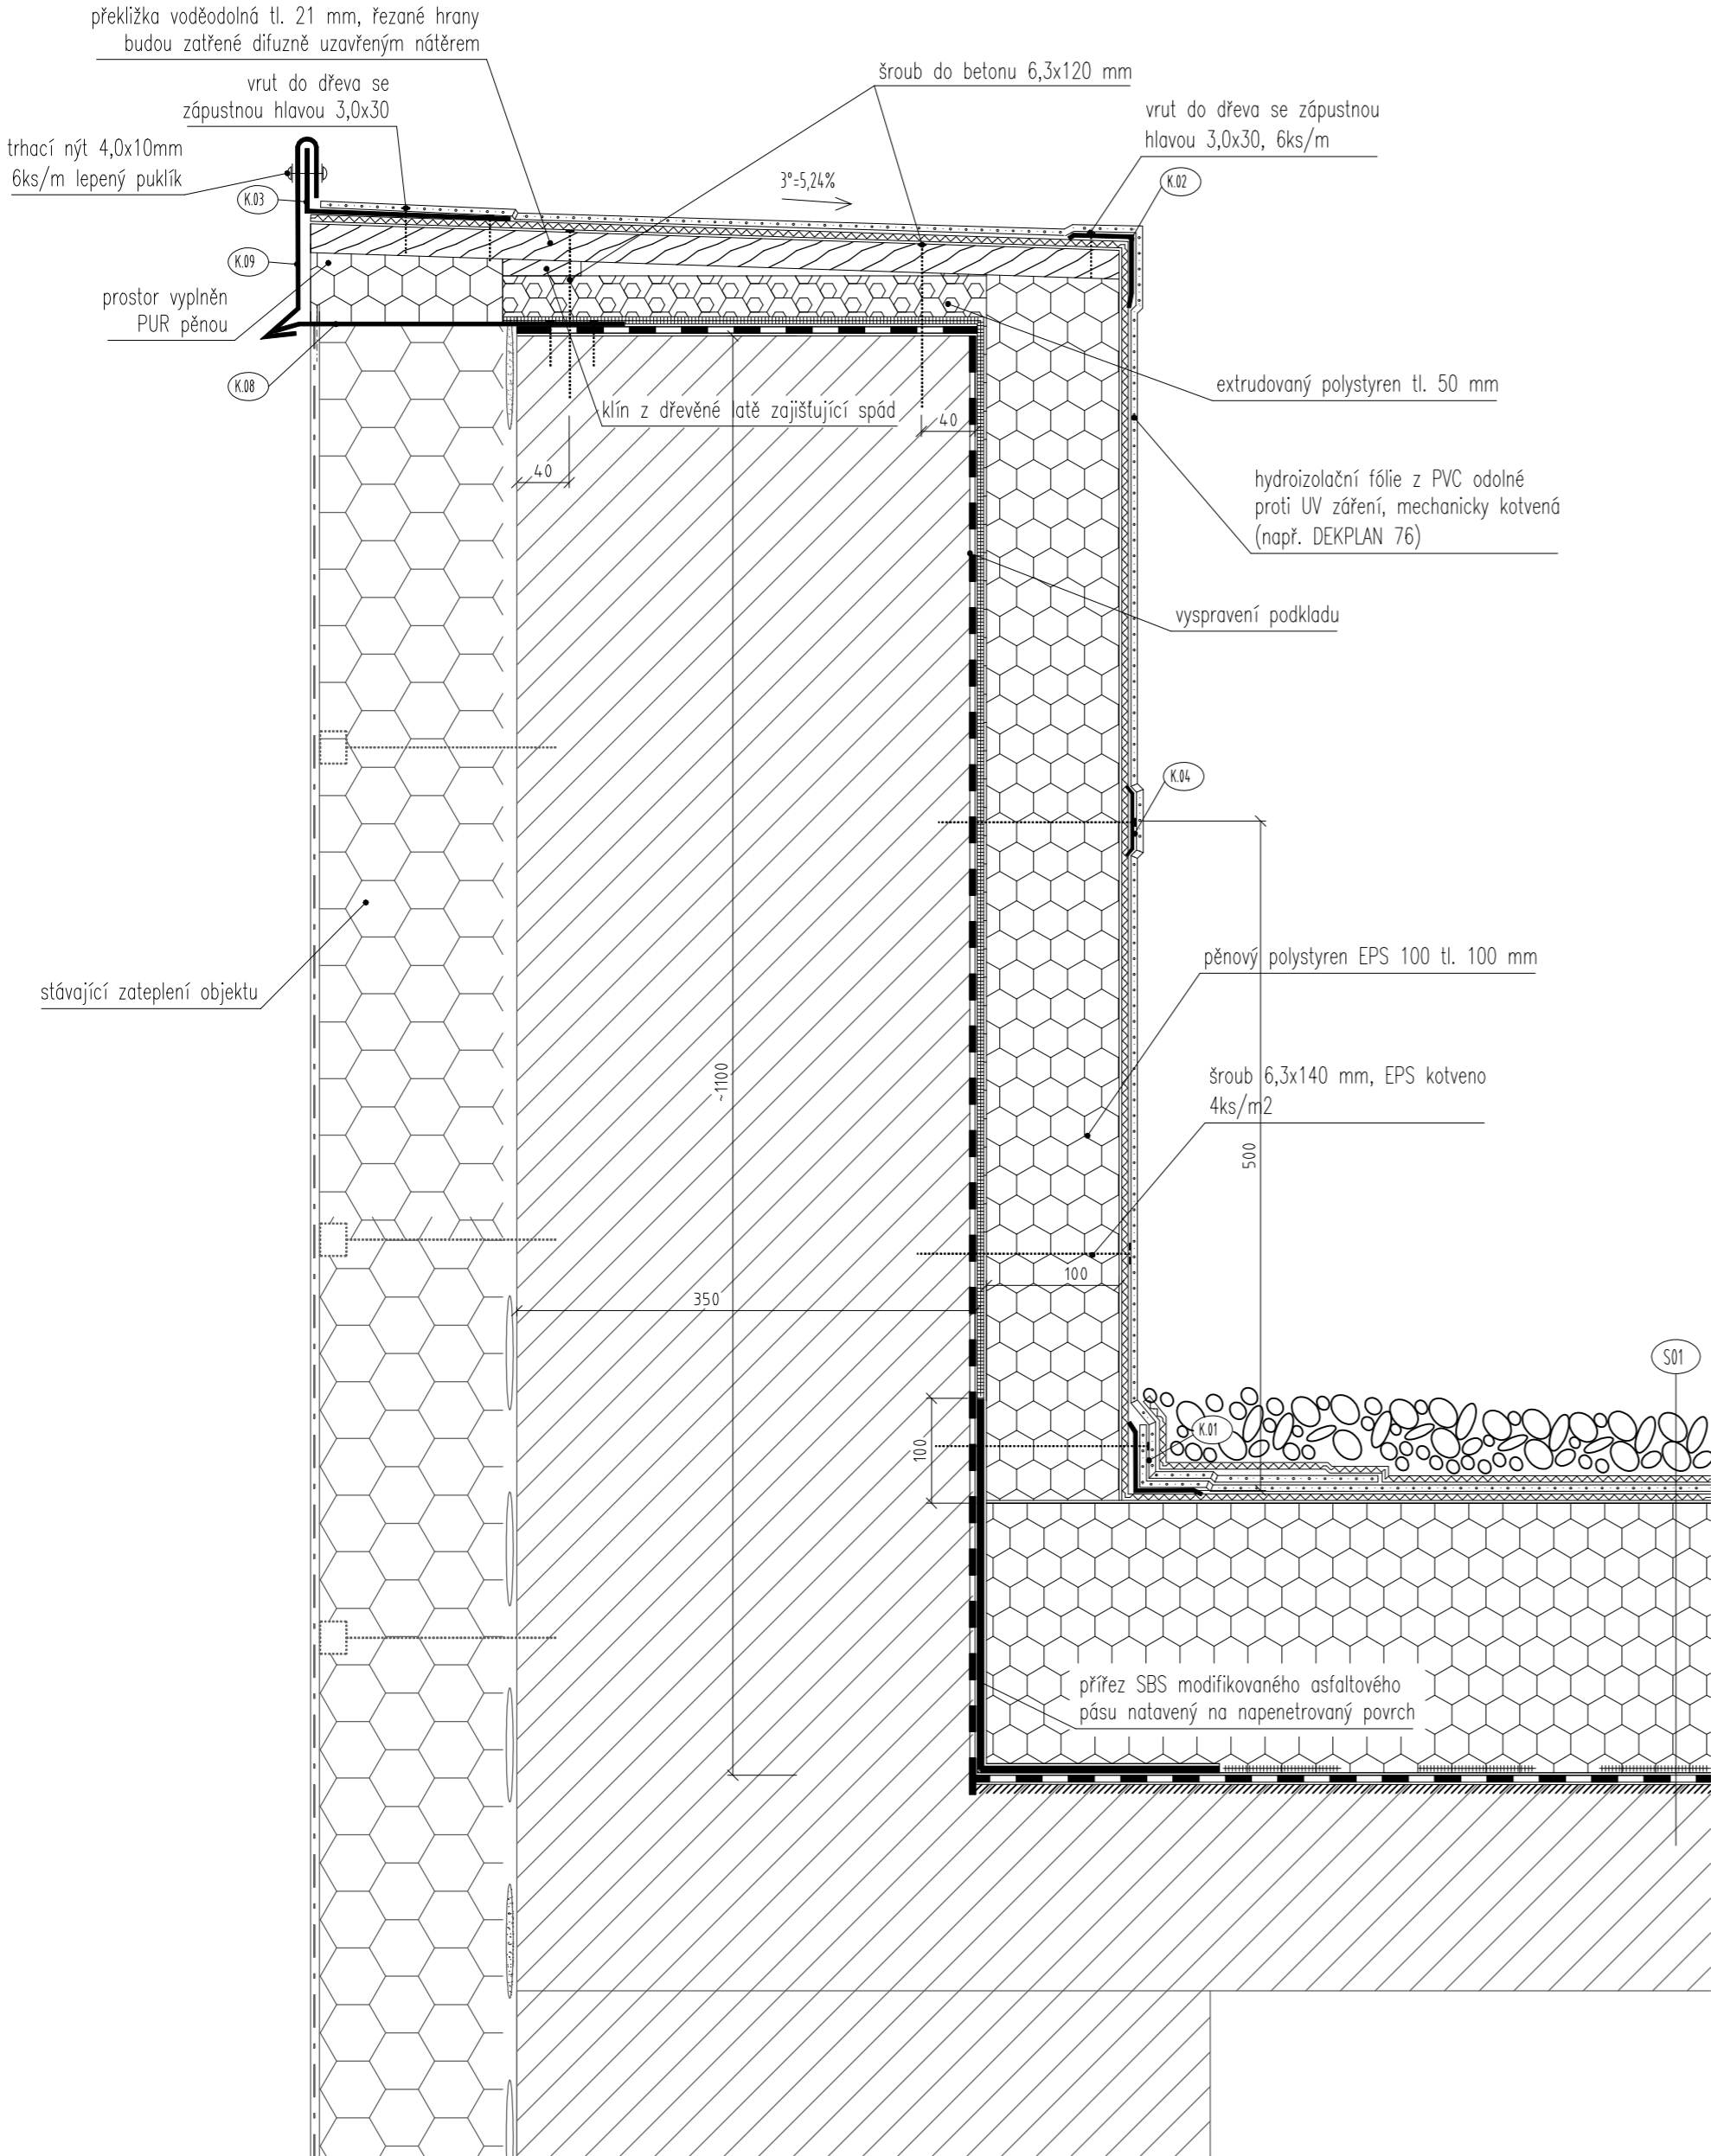 překližka voděodolná tl. 21 mm, řezané hrany
budou zatřené difuzně uzavřeným nátěrem
vrut do dřeva se
zápustnou hlavou 3,0x30
trhací nýt 4,0x10mm
6ks/m lepený puklík
šroub do betonu 6,3x120 mm
vrut do dřeva se zápustnou
hlavou 3,0x30, 6ks/m
3°=5,24%
K.02
K.03
K.09
prostor vyplněn
PUR pěnou
K.08
extrudovaný polystyren tl. 50 mm
klín z dřevěné latě zajišťující spád
40
40
hydroizolační fólie z PVC odolné
proti UV záření, mechanicky kotvená
(např. DEKPLAN 76)
vyspravení podkladu
K.04
pěnový polystyren EPS 100 tl. 100 mm
stávající zateplení objektu
~1100
šroub 6,3x140 mm, EPS kotveno
4ks/m2
500
100
350
S01
K.01
100
přířez SBS modifikovaného asfaltového
pásu natavený na napenetrovaný povrch